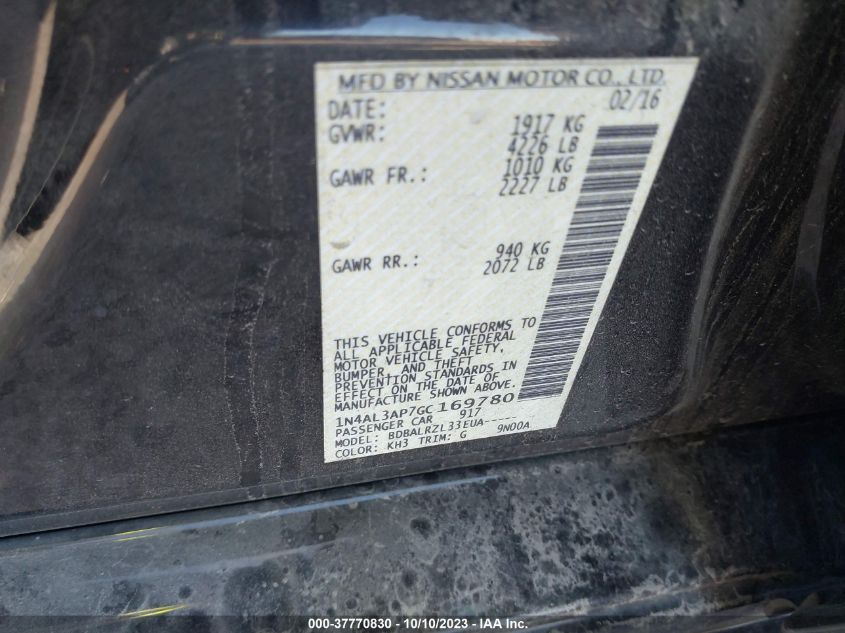 MFD BY NISSAN MOTOR CO., LTD.
DATE: 02/16
GVWR: 1917 KG
4226 LB
GAWR FR.: 1010 KG
2227 LB
GAWR RR.: 940 KG
2072 LB
THIS VEHICLE CONFORMS TO
ALL APPLICABLE FEDERAL
MOTOR VEHICLE SAFETY,
BUMPER, AND THEFT
PREVENTION STANDARDS IN
EFFECT ON THE DATE OF
MANUFACTURE SHOWN ABOVE.
1N4AL3AP7GC169780
PASSENGER CAR 917
MODEL: BDBALRZL33EUA-----
COLOR: KH3 TRIM: G 9N00A
000-37770830 - 10/10/2023 - IAA Inc.